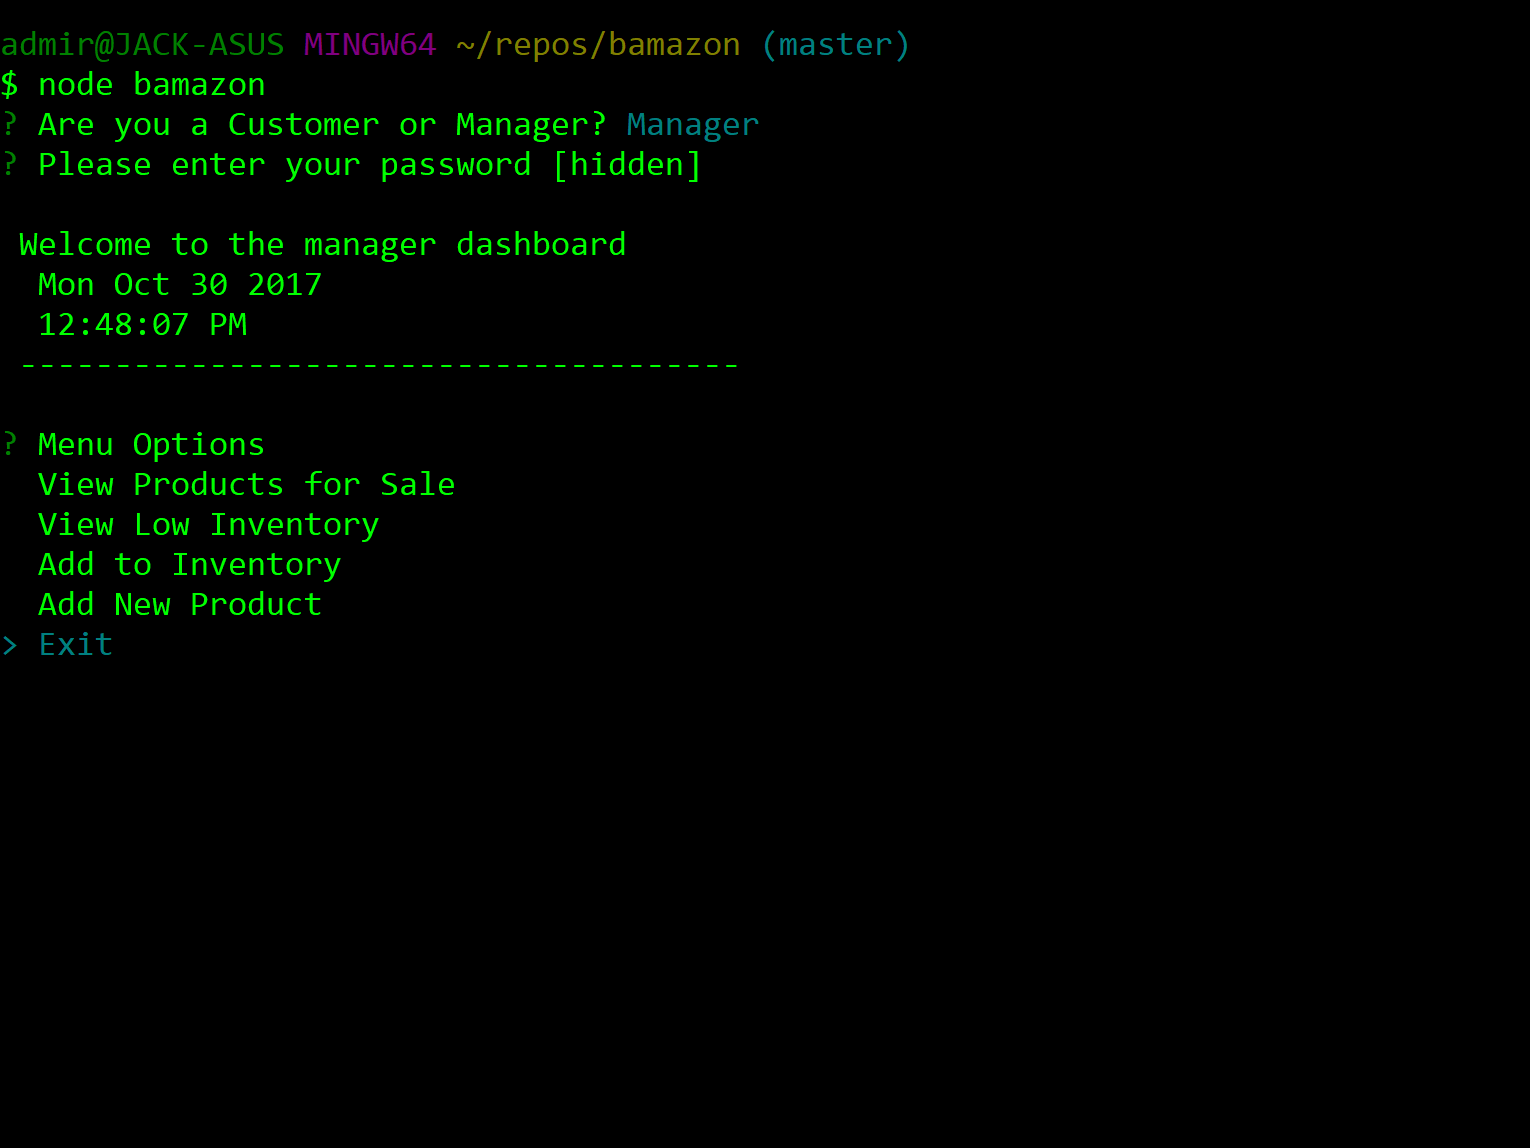 admir@JACK-ASUS MINGW64 ~/repos/bamazon (master)
$ node bamazon
? Are you a Customer or Manager? Manager
? Please enter your password [hidden]
Welcome to the manager dashboard
Mon Oct 30 2017
12:48:07 PM
--------------------------------------
? Menu Options
View Products for Sale
View Low Inventory
Add to Inventory
Add New Product
> Exit